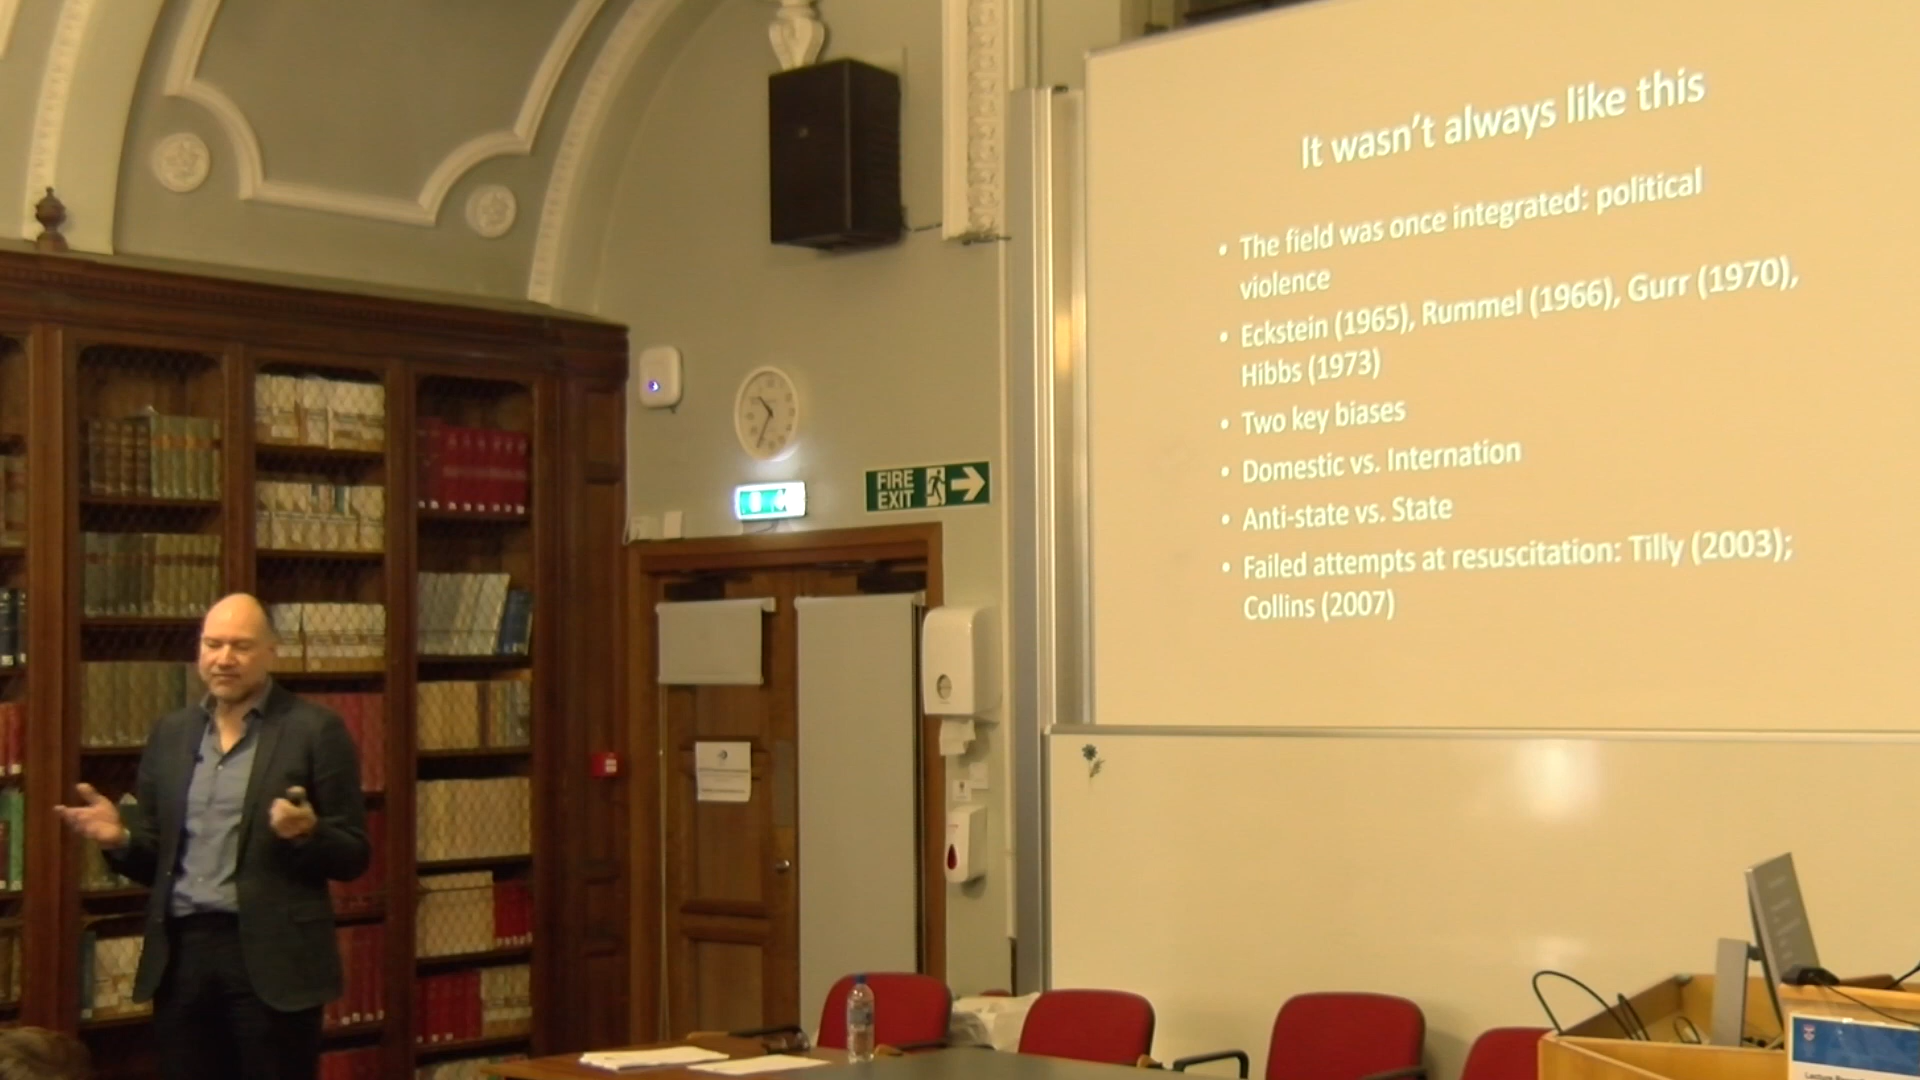 It wasn't always like this
• The field was once integrated: political
violence
• Eckstein (1965), Rummel (1966), Gurr (1970),
Hibbs (1973)
• Two key biases
• Domestic vs. Internation
• Anti-state vs. State
• Failed attempts at resuscitation: Tilly (2003);
Collins (2007)
FIRE
EXIT